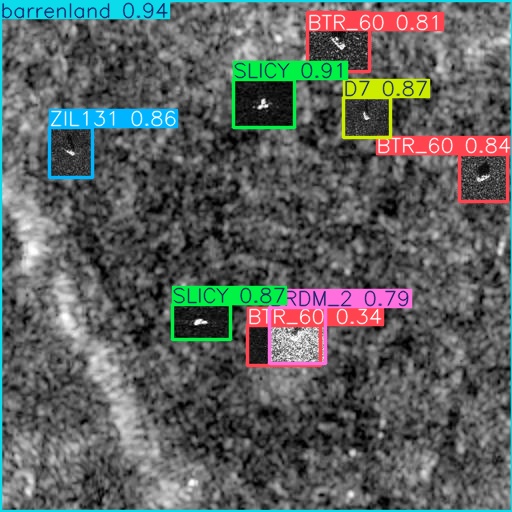 barrenland 0.94
BTR_60 0.81
SLICY 0.91
D7 0.87
ZIL131 0.86
BTR_60 0.84
SLICY 0.87
RDM_2 0.79
BTR_60 0.34